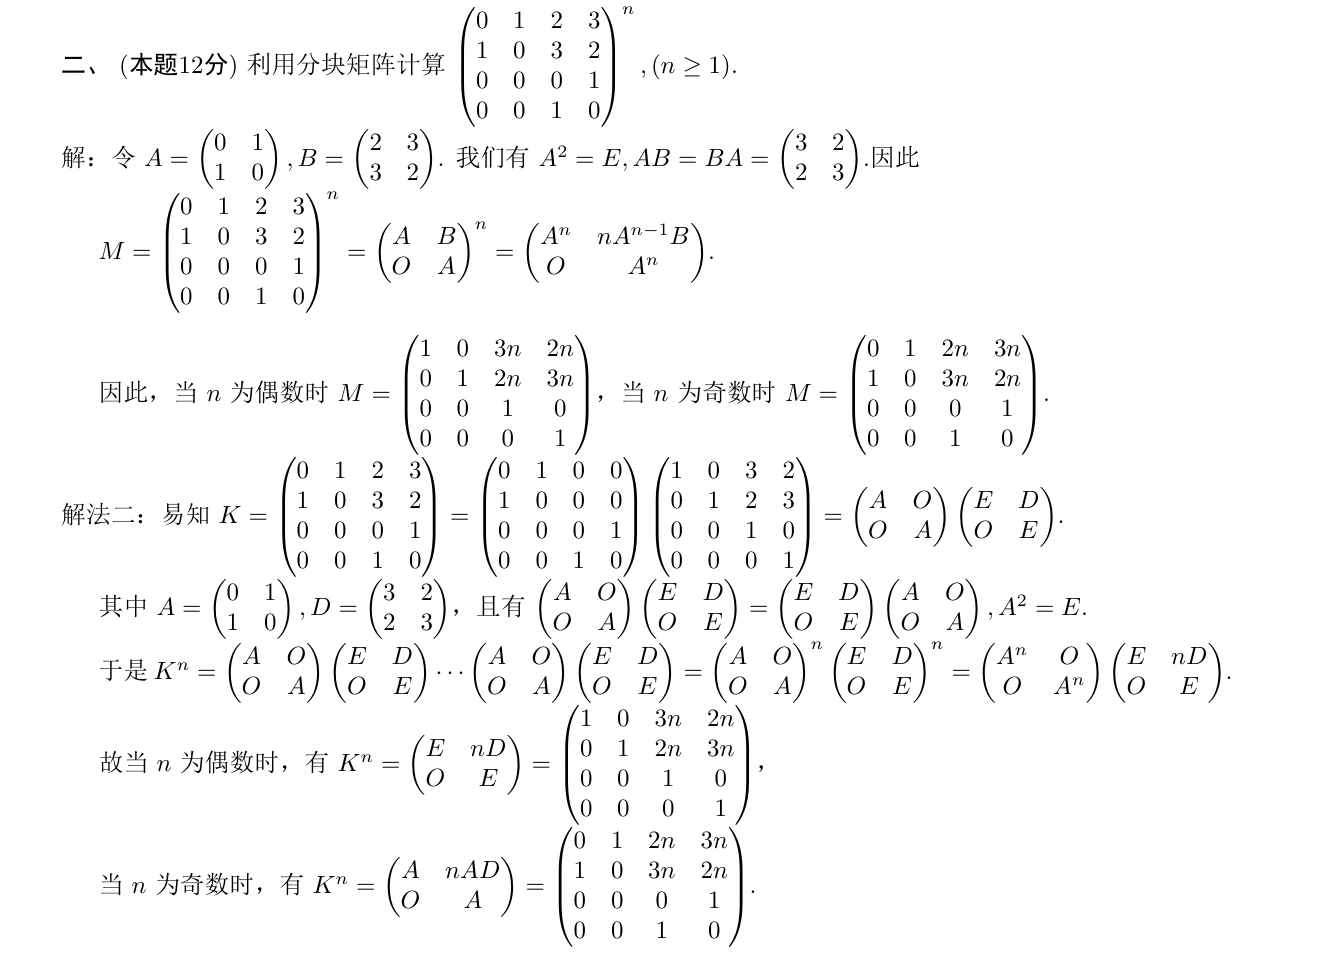 二、 (本题12分) 利用分块矩阵计算 $\begin{pmatrix} 0 & 1 & 2 & 3 \\ 1 & 0 & 3 & 2 \\ 0 & 0 & 0 & 1 \\ 0 & 0 & 1 & 0 \end{pmatrix}^n, (n \geq 1).$
解：令 $A = \begin{pmatrix} 0 & 1 \\ 1 & 0 \end{pmatrix}, B = \begin{pmatrix} 2 & 3 \\ 3 & 2 \end{pmatrix}.$ 我们有 $A^2 = E, AB = BA = \begin{pmatrix} 3 & 2 \\ 2 & 3 \end{pmatrix}.$因此
$M = \begin{pmatrix} 0 & 1 & 2 & 3 \\ 1 & 0 & 3 & 2 \\ 0 & 0 & 0 & 1 \\ 0 & 0 & 1 & 0 \end{pmatrix}^n = \begin{pmatrix} A & B \\ O & A \end{pmatrix}^n = \begin{pmatrix} A^n & nA^{n-1}B \\ O & A^n \end{pmatrix}.$
因此，当 $n$ 为偶数时 $M = \begin{pmatrix} 1 & 0 & 3n & 2n \\ 0 & 1 & 2n & 3n \\ 0 & 0 & 1 & 0 \\ 0 & 0 & 0 & 1 \end{pmatrix}$，当 $n$ 为奇数时 $M = \begin{pmatrix} 0 & 1 & 2n & 3n \\ 1 & 0 & 3n & 2n \\ 0 & 0 & 0 & 1 \\ 0 & 0 & 1 & 0 \end{pmatrix}.$
解法二：易知 $K = \begin{pmatrix} 0 & 1 & 2 & 3 \\ 1 & 0 & 3 & 2 \\ 0 & 0 & 0 & 1 \\ 0 & 0 & 1 & 0 \end{pmatrix} = \begin{pmatrix} 0 & 1 & 0 & 0 \\ 1 & 0 & 0 & 0 \\ 0 & 0 & 0 & 1 \\ 0 & 0 & 1 & 0 \end{pmatrix} \begin{pmatrix} 1 & 0 & 3 & 2 \\ 0 & 1 & 2 & 3 \\ 0 & 0 & 1 & 0 \\ 0 & 0 & 0 & 1 \end{pmatrix} = \begin{pmatrix} A & O \\ O & A \end{pmatrix} \begin{pmatrix} E & D \\ O & E \end{pmatrix}.$
其中 $A = \begin{pmatrix} 0 & 1 \\ 1 & 0 \end{pmatrix}, D = \begin{pmatrix} 3 & 2 \\ 2 & 3 \end{pmatrix}$，且有 $\begin{pmatrix} A & O \\ O & A \end{pmatrix} \begin{pmatrix} E & D \\ O & E \end{pmatrix} = \begin{pmatrix} E & D \\ O & E \end{pmatrix} \begin{pmatrix} A & O \\ O & A \end{pmatrix}, A^2 = E.$
于是 $K^n = \begin{pmatrix} A & O \\ O & A \end{pmatrix} \begin{pmatrix} E & D \\ O & E \end{pmatrix} \cdots \begin{pmatrix} A & O \\ O & A \end{pmatrix} \begin{pmatrix} E & D \\ O & E \end{pmatrix} = \begin{pmatrix} A & O \\ O & A \end{pmatrix}^n \begin{pmatrix} E & D \\ O & E \end{pmatrix}^n = \begin{pmatrix} A^n & O \\ O & A^n \end{pmatrix} \begin{pmatrix} E & nD \\ O & E \end{pmatrix}.$
故当 $n$ 为偶数时，有 $K^n = \begin{pmatrix} E & nD \\ O & E \end{pmatrix} = \begin{pmatrix} 1 & 0 & 3n & 2n \\ 0 & 1 & 2n & 3n \\ 0 & 0 & 1 & 0 \\ 0 & 0 & 0 & 1 \end{pmatrix}$，
当 $n$ 为奇数时，有 $K^n = \begin{pmatrix} A & nAD \\ O & A \end{pmatrix} = \begin{pmatrix} 0 & 1 & 2n & 3n \\ 1 & 0 & 3n & 2n \\ 0 & 0 & 0 & 1 \\ 0 & 0 & 1 & 0 \end{pmatrix}.$